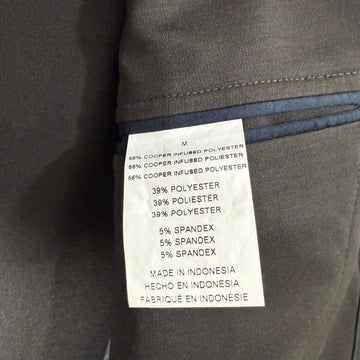 M
56% COOPER INFUSED POLYESTER
56% COOPER INFUSED POLYESTER
56% COOPER INFUSED POLYESTER
39% POLYESTER
39% POLIESTER
39% POLYESTER
5% SPANDEX
5% SPANDEX
5% SPANDEX
MADE IN INDONESIA
HECHO EN INDONESIA
FABRIQUÉ EN INDONÉSIE